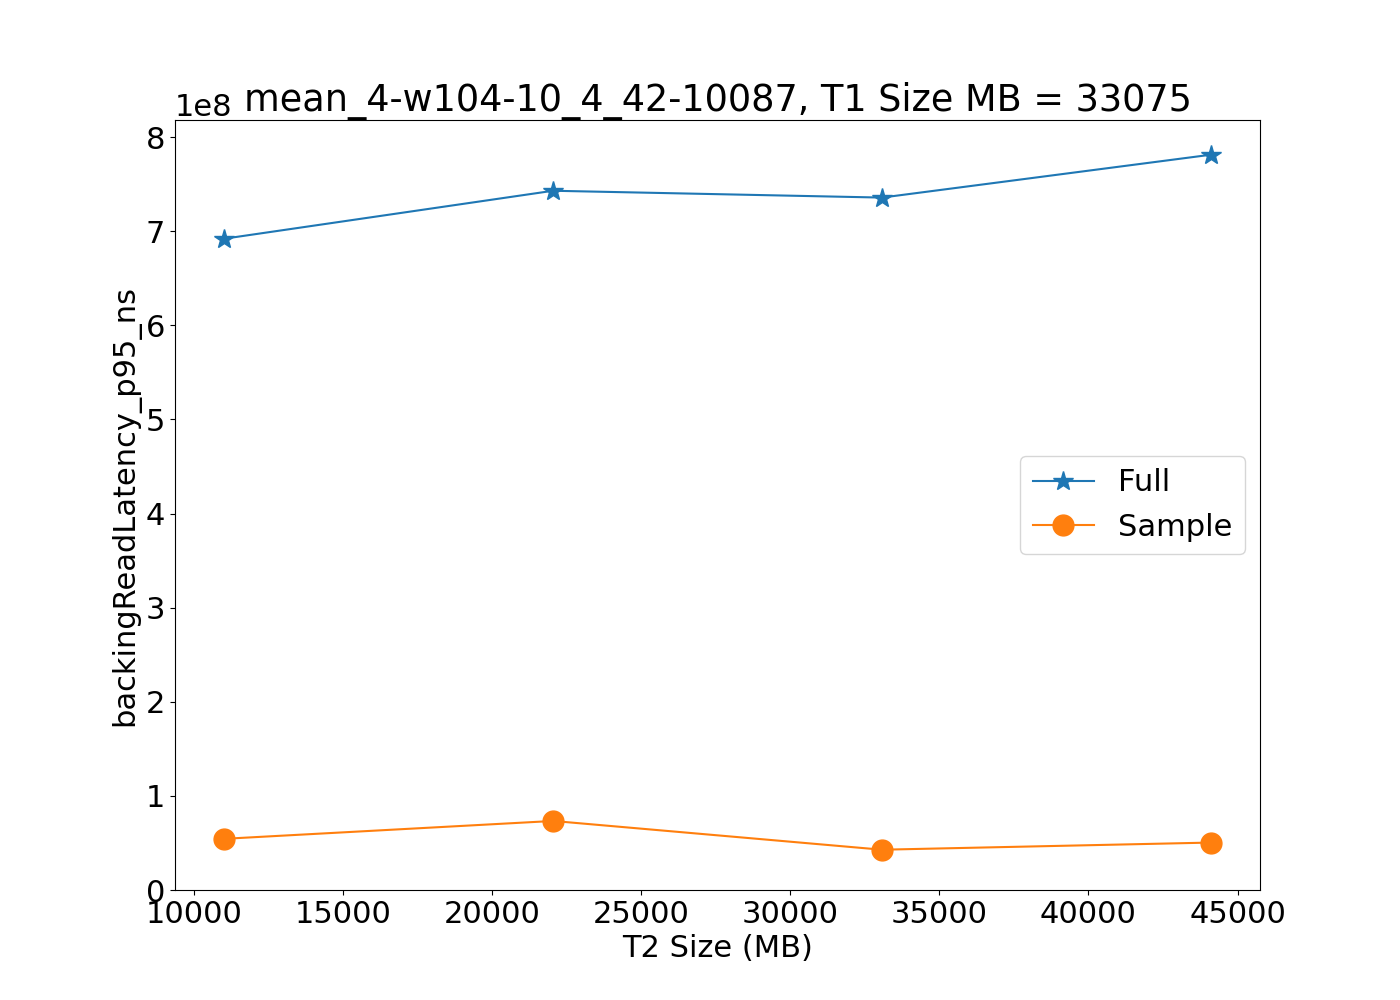 1e8
mean_4-w104-10_4_42-10087, T1 Size MB = 33075
backingReadLatency_p95_ns
8
7
6
5
4
3
2
1
0
Full
Sample
10000 15000 20000 25000 30000 35000 40000 45000
T2 Size (MB)